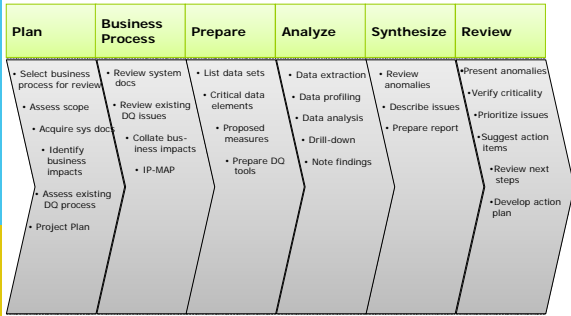 Plan
Business
Process
Prepare
Analyze
Synthesize
Review
• Select business
process for review
• Assess scope
• Acquire sys docs
• Identify
business
impacts
• Assess existing
DQ process
• Project Plan
• Review system
docs
• Review existing
DQ issues
• Collate bus-
iness impacts
• IP-MAP
• List data sets
• Critical data
elements
• Proposed
measures
• Prepare DQ
tools
• Data extraction
• Data profiling
• Data analysis
• Drill-down
• Note findings
• Review
anomalies
• Describe issues
• Prepare report
•Present anomalies
•Verify criticality
•Prioritize issues
•Suggest action
items
•Review next
steps
•Develop action
plan